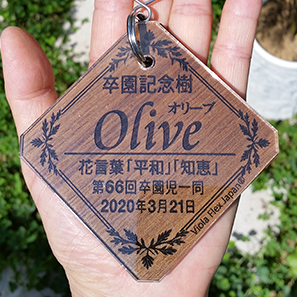 卒園記念樹
オリーブ
Olive
花言葉「平和」「知恵」
第66回卒園児一同
2020年3月21日
Viola Flex Japan